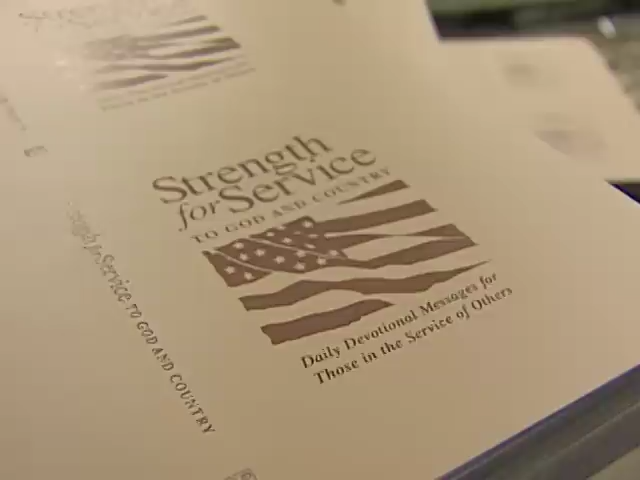 Strength
for Service
TO GOD AND COUNTRY
Daily Devotional Messages for
Those in the Service of Others
Strength for Service TO GOD AND COUNTRY